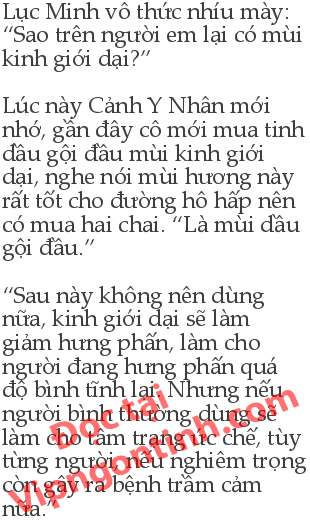 Lục Minh vô thức nhíu mày:
“Sao trên người em lại có mùi
kinh giới dại?”
Lúc này Cảnh Y Nhân mới
nhớ, gần đây cô mới mua tinh
dầu gội đầu mùi kinh giới
dại, nghe nói mùi hương này
rất tốt cho đường hô hấp nên
có mua hai chai. “Là mùi dầu
gội đầu.”
“Sau này không nên dùng
nữa, kinh giới dại sẽ làm
giảm hưng phấn, làm cho
người đang hưng phấn quá
độ bình tĩnh lại. Nhưng nếu
người bình thường dùng sẽ
làm cho tâm trạng ức chế, tùy
từng người, nếu nghiêm trọng
còn gây ra bệnh trầm cảm
nữa.”
Đọc tại
Vipngontinh.com